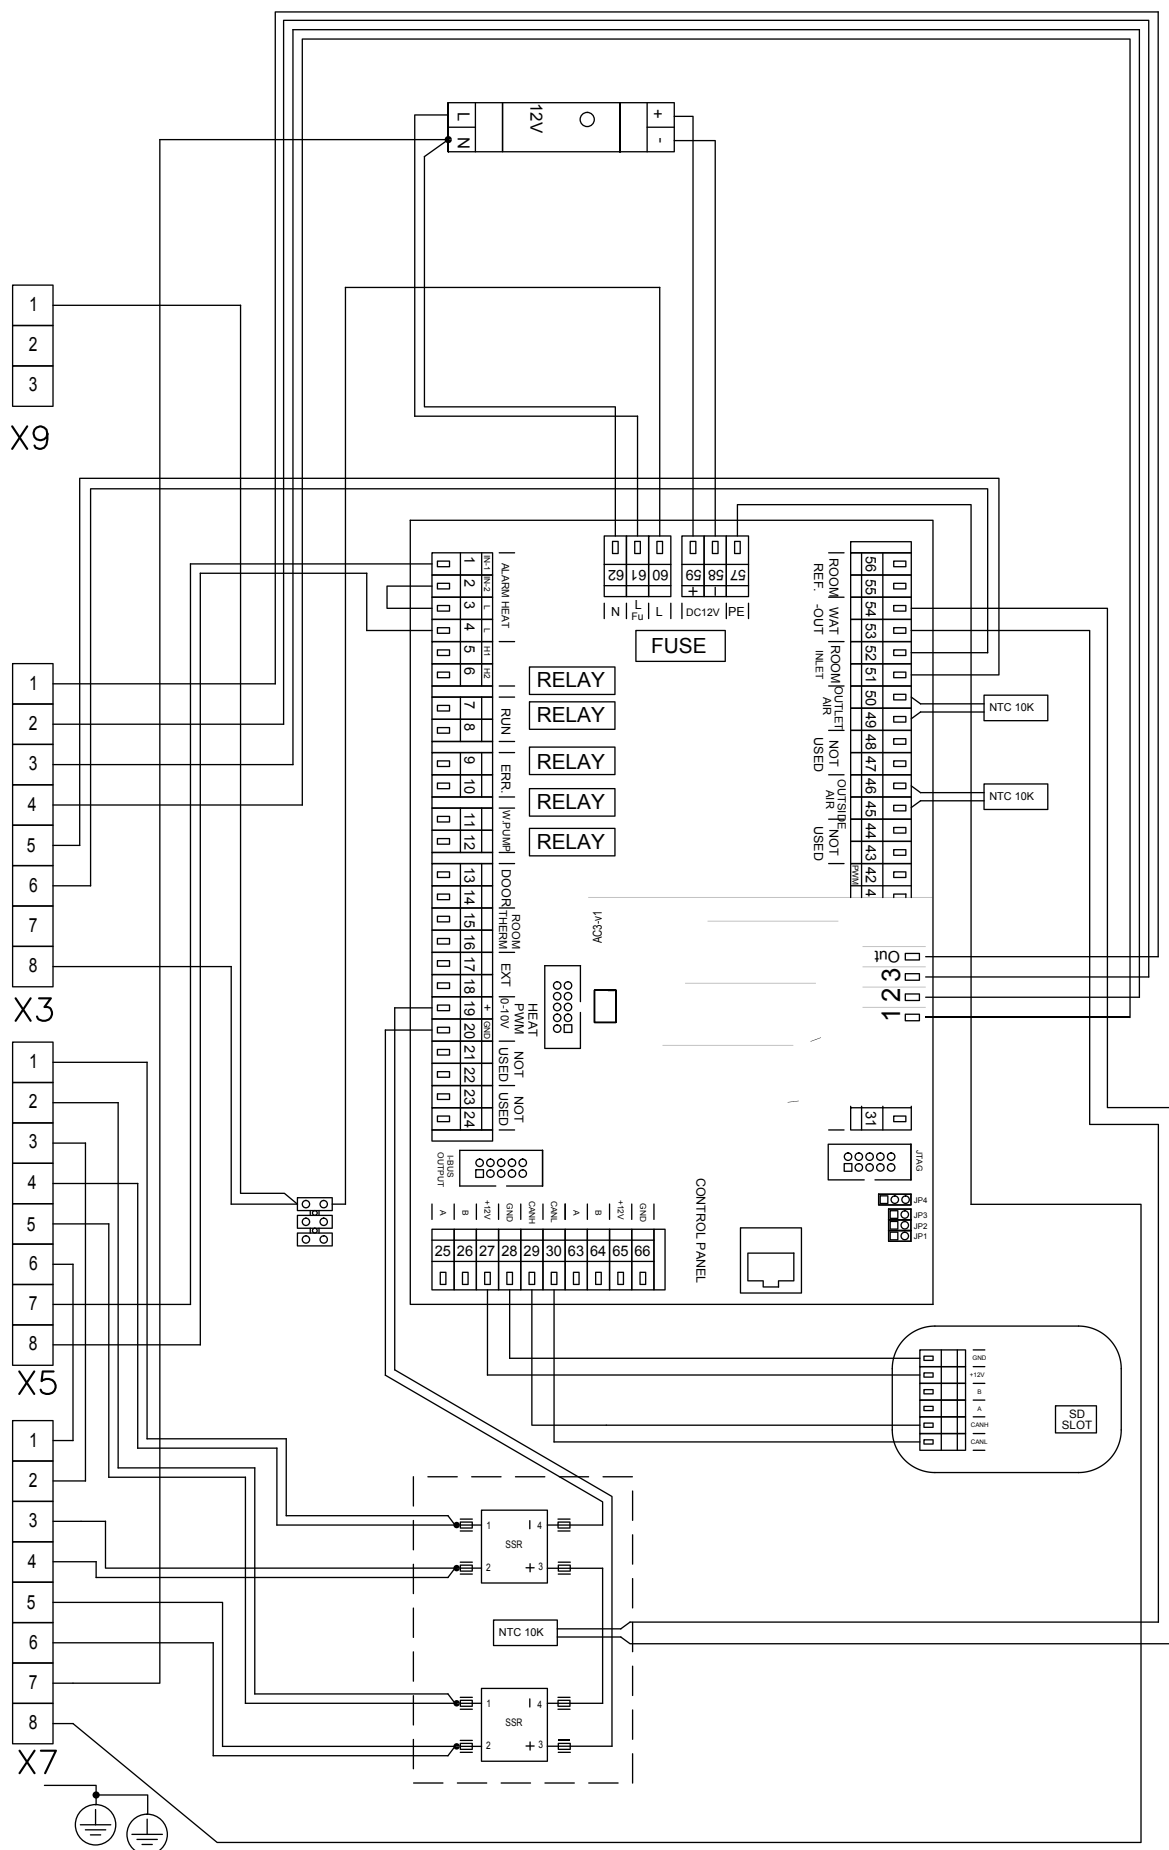 L
N
12V
+
-
1
2
3
X9
62
61
60
59
58
57
+
–
N
L
Fu
L
DC12V
PE
FUSE
1
2
3
4
5
6
7
8
X3
1 IN-1
2 IN-2
3 L
4 L
5 H1
6 H2
7
8
9
10
11
12
13
14
15
16
17
18
19 +
20 GND
21
22
23
24
ALARM HEAT
RUN
ERR.
W.PUMP
DOOR
ROOM
THERM
EXT
0-10V
HEAT
PWM
NOT
USED
NOT
USED
RELAY
RELAY
RELAY
RELAY
RELAY
56
55
54
53
52
51
50
49
48
47
46
45
44
43
42
4
31
ROOM
REF.
WAT
-OUT
ROOM
INLET
OUTLET
AIR
NOT
USED
OUTSIDE
AIR
NOT
USED
PWM
NTC 10K
NTC 10K
AC3-v1
Out
3
2
1
1
2
3
4
5
6
7
8
X5
I-BUS
OUTPUT
JTAG
JP4
JP3
JP2
JP1
A
B
+12V
GND
CANH
CANL
A
B
+12V
GND
25
26
27
28
29
30
63
64
65
66
CONTROL PANEL
GND
+12V
B
A
CANH
CANL
SD
SLOT
1
2
3
4
5
6
7
8
X7
1
– 4
SSR
2
+ 3
NTC 10K
1
– 4
SSR
2
+ 3